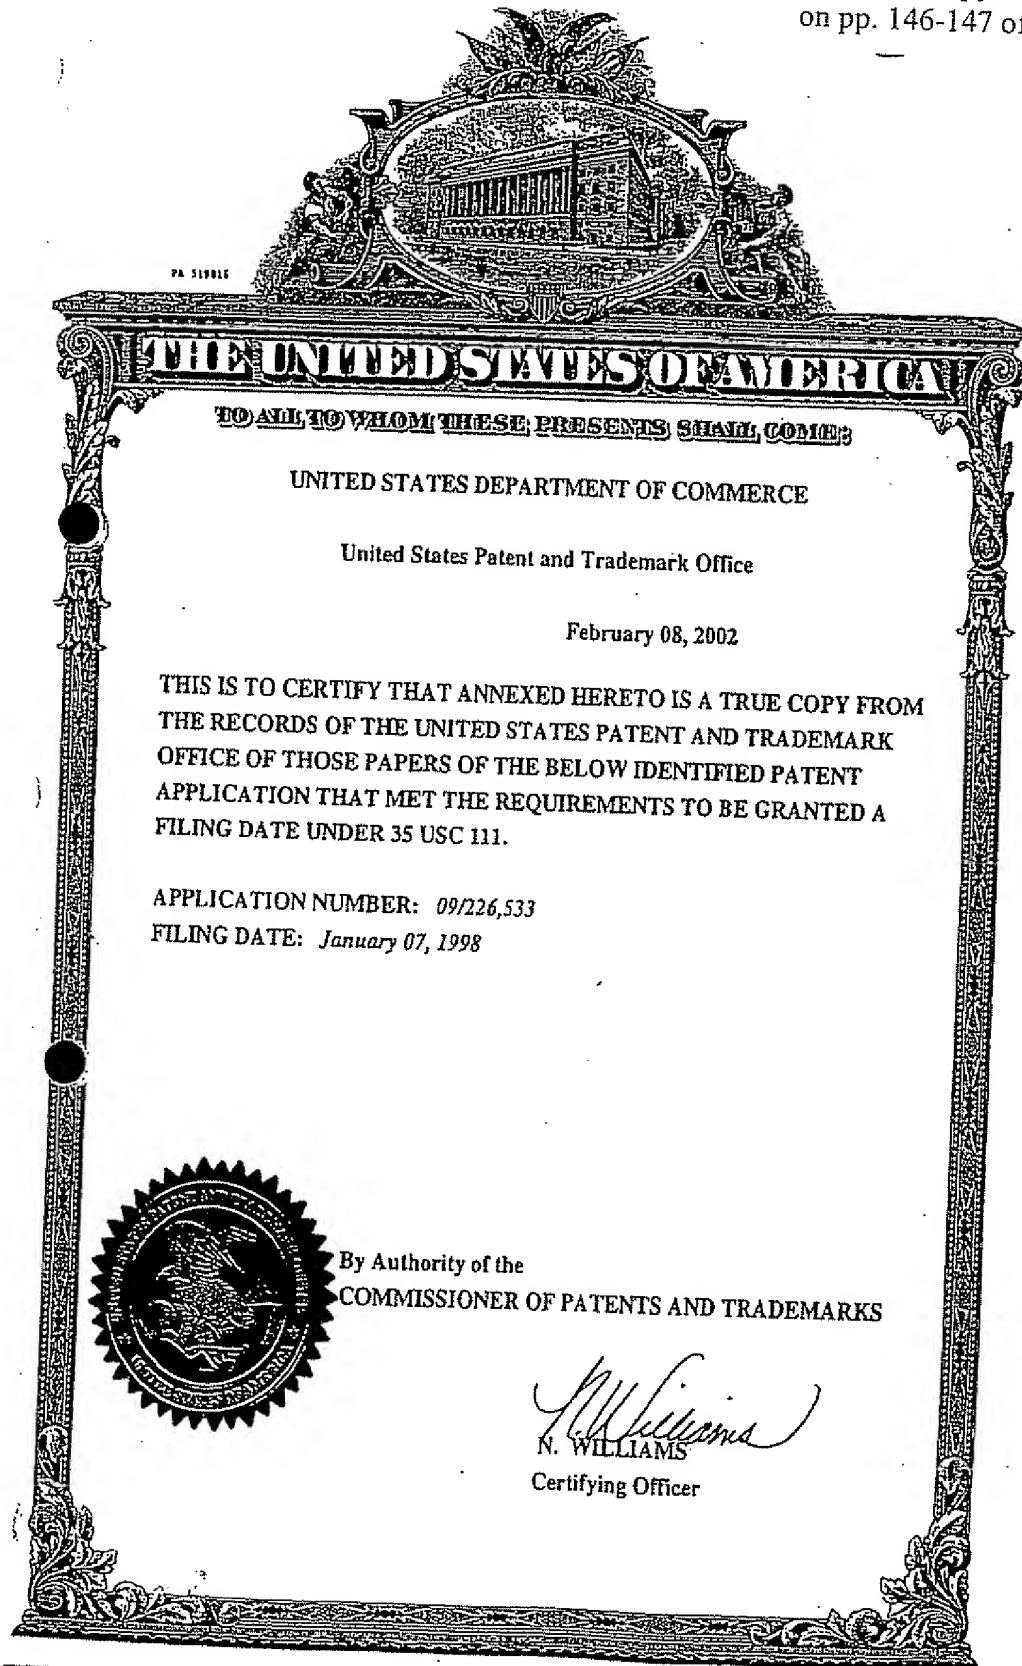 on pp. 146-147 of
THE UNITED STATES OF AMERICA
TO ALL TO WHOM THESE PRESENTS SHALL COME:
UNITED STATES DEPARTMENT OF COMMERCE
United States Patent and Trademark Office
February 08, 2002
THIS IS TO CERTIFY THAT ANNEXED HERETO IS A TRUE COPY FROM
THE RECORDS OF THE UNITED STATES PATENT AND TRADEMARK
OFFICE OF THOSE PAPERS OF THE BELOW IDENTIFIED PATENT
APPLICATION THAT MET THE REQUIREMENTS TO BE GRANTED A
FILING DATE UNDER 35 USC 111.
APPLICATION NUMBER: 09/226,533
FILING DATE: January 07, 1998
By Authority of the
COMMISSIONER OF PATENTS AND TRADEMARKS
N Williams
N. WILLIAMS
Certifying Officer